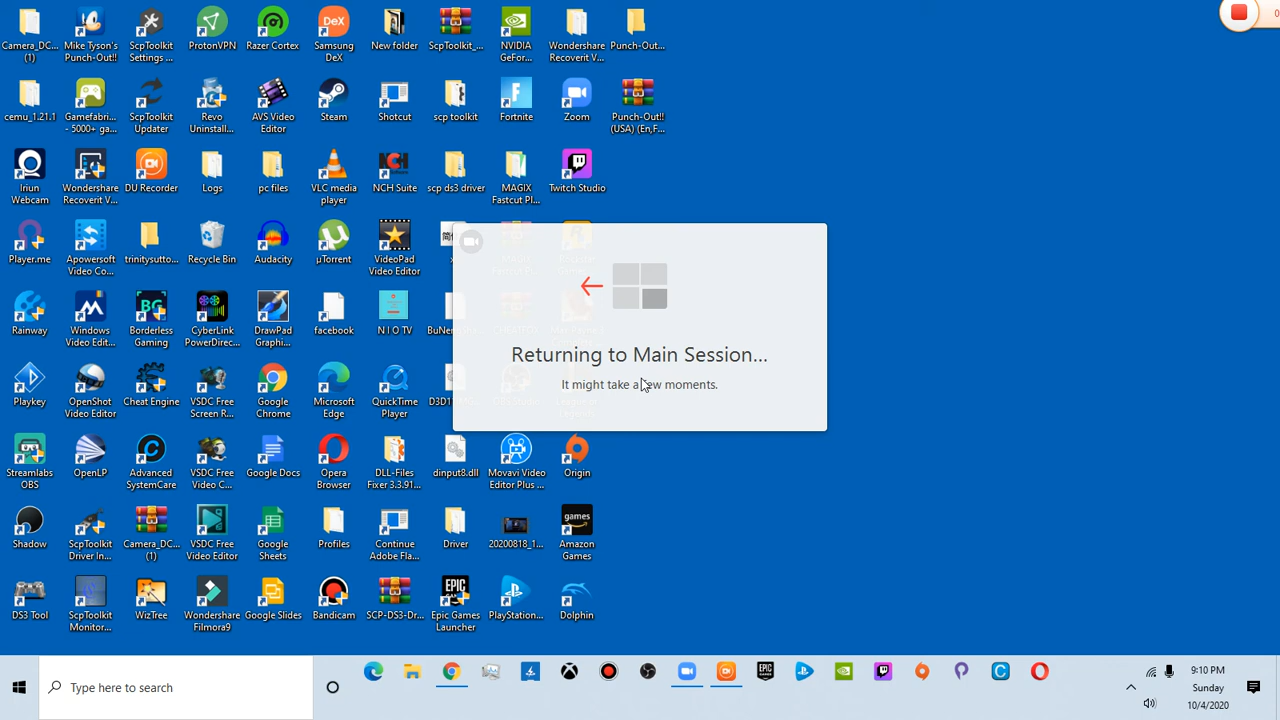 Camera_DC... (1)
Mike Tyson's Punch-Out!!
ScpToolkit Settings ...
ProtonVPN
Razer Cortex
Samsung DeX
New folder
ScpToolkit_...
NVIDIA GeFor...
Wondershare Recoverit V...
Punch-Out...
cemu_1.21.1
Gamefabri... - 5000+ ga...
ScpToolkit Updater
Revo Uninstall...
AVS Video Editor
Steam
Shotcut
scp toolkit
Fortnite
Zoom
Punch-Out!! (USA) (En,F...
Iriun Webcam
Wondershare Recoverit V...
DU Recorder
Logs
pc files
VLC media player
NCH Suite
scp ds3 driver
MAGIX Fastcut Pl...
Twitch Studio
Player.me
Apowersoft Video Co...
trinitysutto...
Recycle Bin
Audacity
µTorrent
VideoPad Video Editor
Returning to Main Session...
It might take a few moments.
Rainway
Windows Video Edit...
Borderless Gaming
CyberLink PowerDirec...
DrawPad Graphi...
facebook
N I O TV
Playkey
OpenShot Video Editor
Cheat Engine
VSDC Free Screen R...
Google Chrome
Microsoft Edge
QuickTime Player
Streamlabs OBS
OpenLP
Advanced SystemCare
VSDC Free Video C...
Google Docs
Opera Browser
DLL-Files Fixer 3.3.91...
dinput8.dll
Movavi Video Editor Plus ...
Origin
Shadow
ScpToolkit Driver In...
Camera_DC... (1)
VSDC Free Video Editor
Google Sheets
Profiles
Continue Adobe Fla...
Driver
20200818_1...
Amazon Games
DS3 Tool
ScpToolkit Monitor...
WizTree
Wondershare Filmora9
Google Slides
Bandicam
SCP-DS3-Dr...
Epic Games Launcher
PlayStation...
Dolphin
Type here to search
9:10 PM
Sunday
10/4/2020